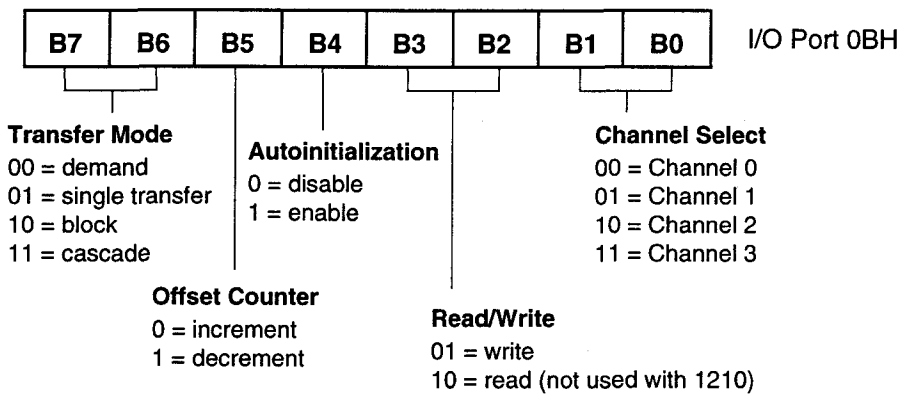 B7 B6 B5 B4 B3 B2 B1 B0 I/O Port 0BH
Transfer Mode
00 = demand
01 = single transfer
10 = block
11 = cascade
Autoinitialization
0 = disable
1 = enable
Channel Select
00 = Channel 0
01 = Channel 1
10 = Channel 2
11 = Channel 3
Offset Counter
0 = increment
1 = decrement
Read/Write
01 = write
10 = read (not used with 1210)